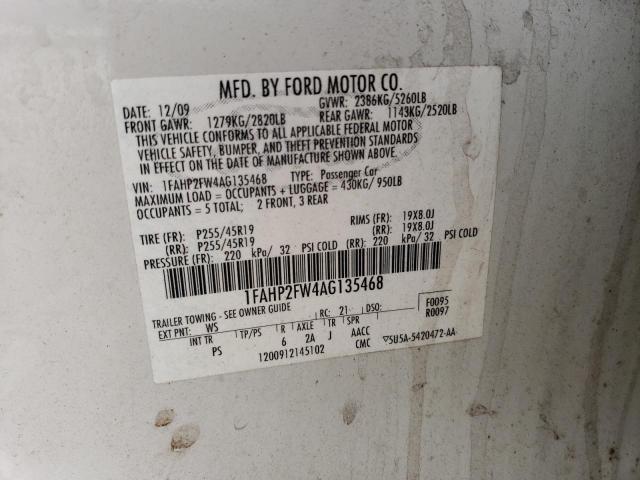 MFD. BY FORD MOTOR CO.
DATE: 12/09 GVWR: 2386KG/5260LB
FRONT GAWR: 1279KG/2820LB REAR GAWR: 1143KG/2520LB
THIS VEHICLE CONFORMS TO ALL APPLICABLE FEDERAL MOTOR
VEHICLE SAFETY, BUMPER, AND THEFT PREVENTION STANDARDS
IN EFFECT ON THE DATE OF MANUFACTURE SHOWN ABOVE.
VIN: 1FAHP2FW4AG135468 TYPE: Passenger Car
MAXIMUM LOAD = OCCUPANTS + LUGGAGE = 430KG/ 950LB
OCCUPANTS = 5 TOTAL; 2 FRONT, 3 REAR
TIRE (FR): P255/45R19 RIMS (FR): 19X8.0J
(RR): P255/45R19 (RR): 19X8.0J
PRESSURE (FR): 220 kPa/ 32 PSI COLD (RR): 220 kPa/ 32 PSI COLD
1FAHP2FW4AG135468
TRAILER TOWING - SEE OWNER GUIDE F0095
EXT PNT: WS RC: 21 DSO: R0097
INT TR TP/PS R AXLE TR SPR
PS 6 2A J AACC
1200912145102 CMC ▽5U5A-5420472-AA